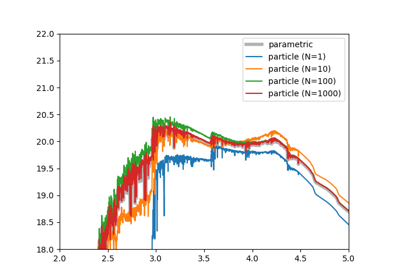 22.0
21.5
21.0
20.5
20.0
19.5
19.0
18.5
18.0
2.0 2.5 3.0 3.5 4.0 4.5 5.0
parametric
particle (N=1)
particle (N=10)
particle (N=100)
particle (N=1000)